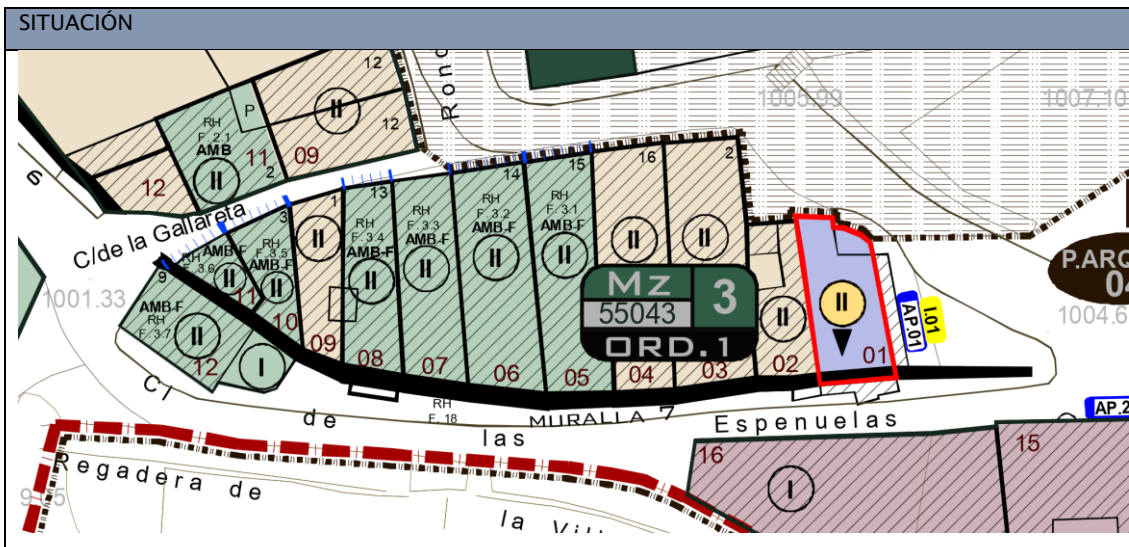 SITUACIÓN
12
RH
F. 2.1
AMB
II
P
11
2
II
12
09
Rond
1005.99
1007.10
12
6
C/de la Gallareta
3
1
13
14
15
16
2
RH
F. 3.6
AMB-F
II
11
RH
F. 3.5
AMB-F
II
10
II
09
RH
F. 3.4
AMB-F
II
08
RH
F. 3.3
AMB-F
II
07
RH
F. 3.2
AMB-F
II
06
RH
F. 3.1
AMB-F
II
05
II
04
II
03
II
02
II
01
9
AMB-F
RH
F. 3.7
II
12
I
1001.33
Mz
55043
3
ORD.1
I.01
AP.01
P.ARQ
04
1004.6
RH
F. 18
MURALLA 7
Cl de las Espenuelas
AP.2
16
I
15
Regadera de la Vill